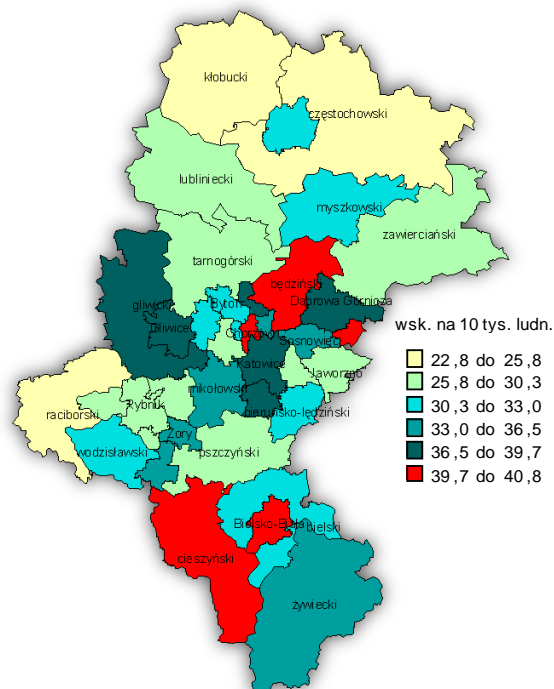 kłobucki
częstochowski
lubliniecki
myszkowski
zawierciański
tarnogórski
będziński
gliwicki
Bytom
Dąbrowa Górnicza
wsk. na 10 tys. ludn.
Gliwice
Chorzów
Sosnowiec
22,8 do 25,8
Katowice
Jaworzno
25,8 do 30,3
mikołowski
30,3 do 33,0
raciborski
Rybnik
bieruńsko-lędziński
33,0 do 36,5
Żory
wodzisławski
pszczyński
36,5 do 39,7
39,7 do 40,8
Bielsko-Biała
bielski
cieszyński
żywiecki